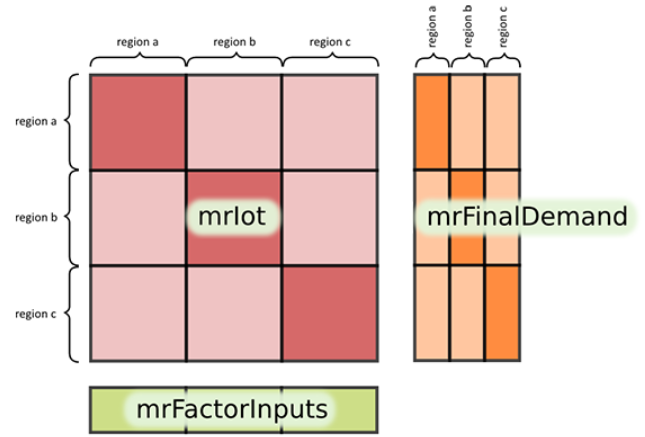 region a
region b
region c
region a
region b
region c
region a
region b
region c
mrIot
mrFinalDemand
mrFactorInputs